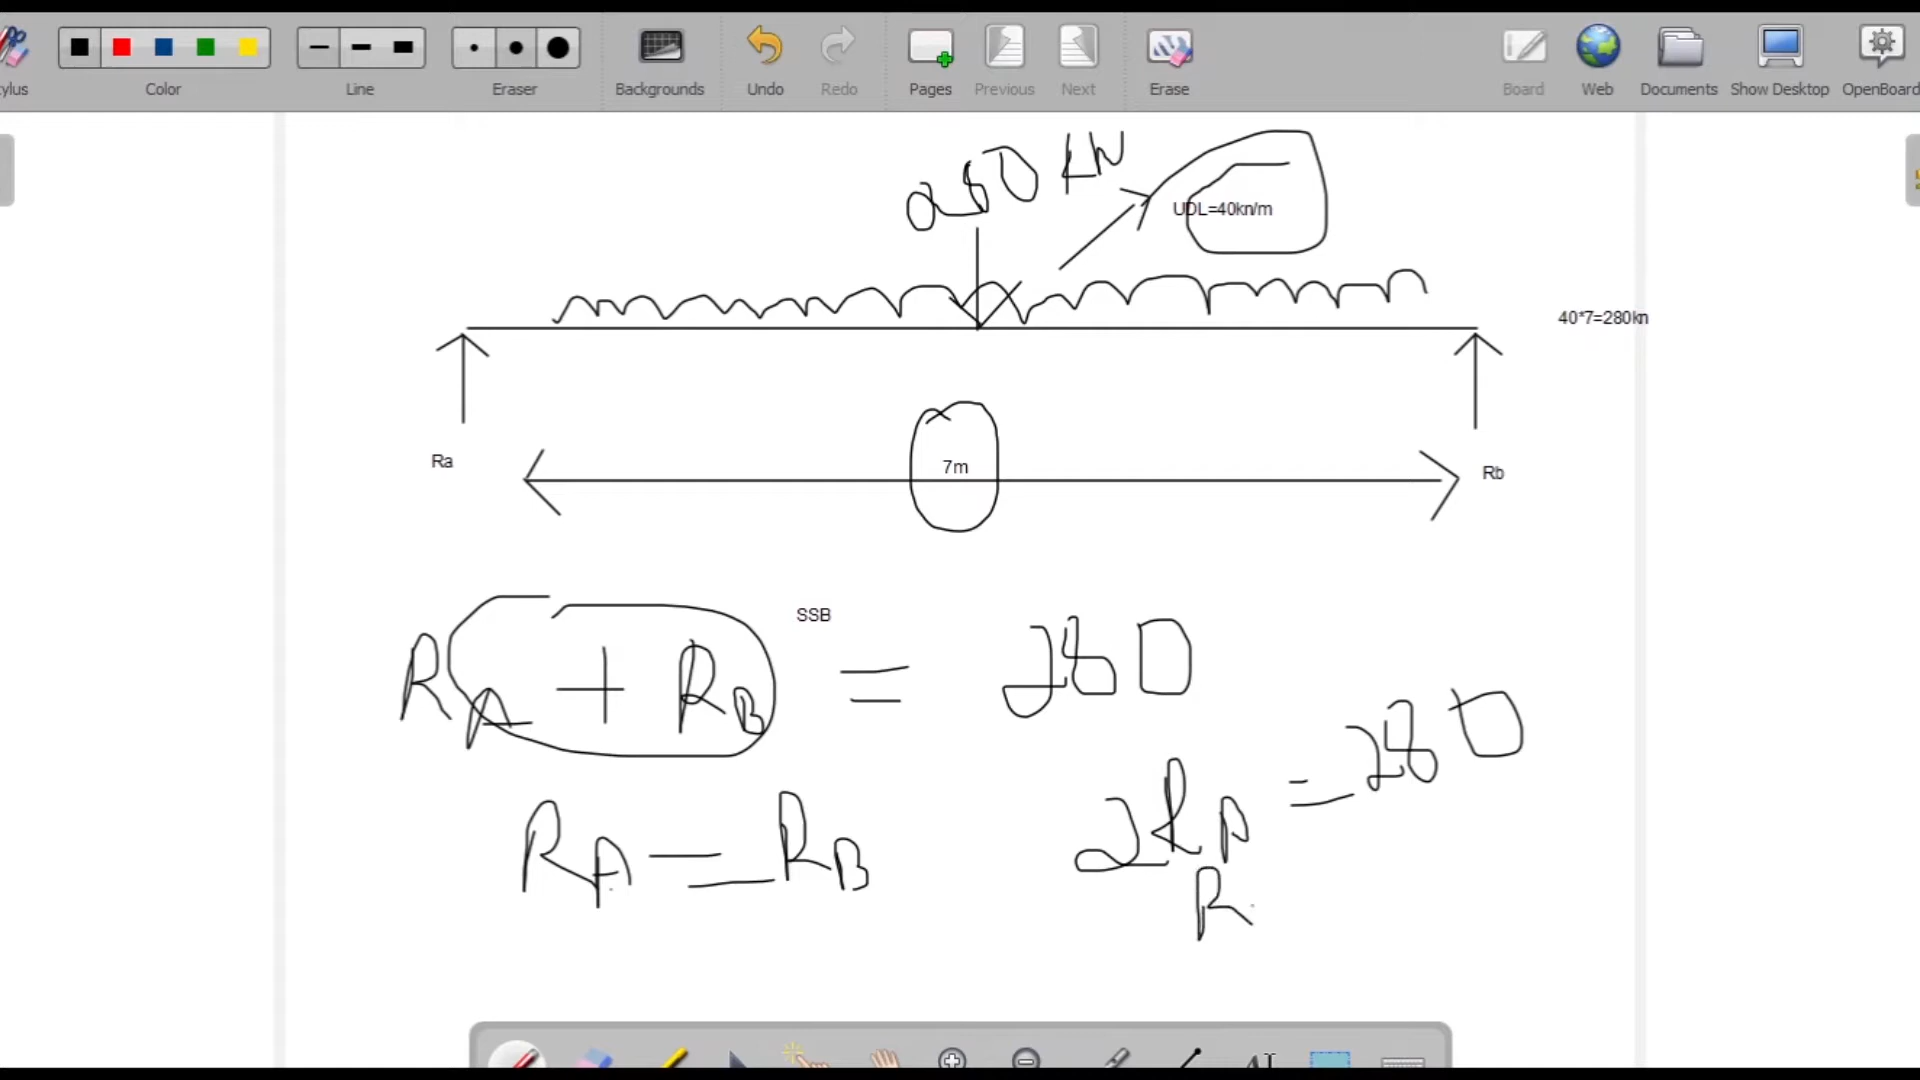 ylus
Color
Line
Eraser
Backgrounds
Undo
Redo
Pages
Previous
Next
Erase
Board
Web
Documents
Show Desktop
OpenBoard
280 KN
UDL=40kn/m
40*7=280kn
Ra
7m
Rb
SSB
RA + RB = 280
2RA = 280
RA = RB
R